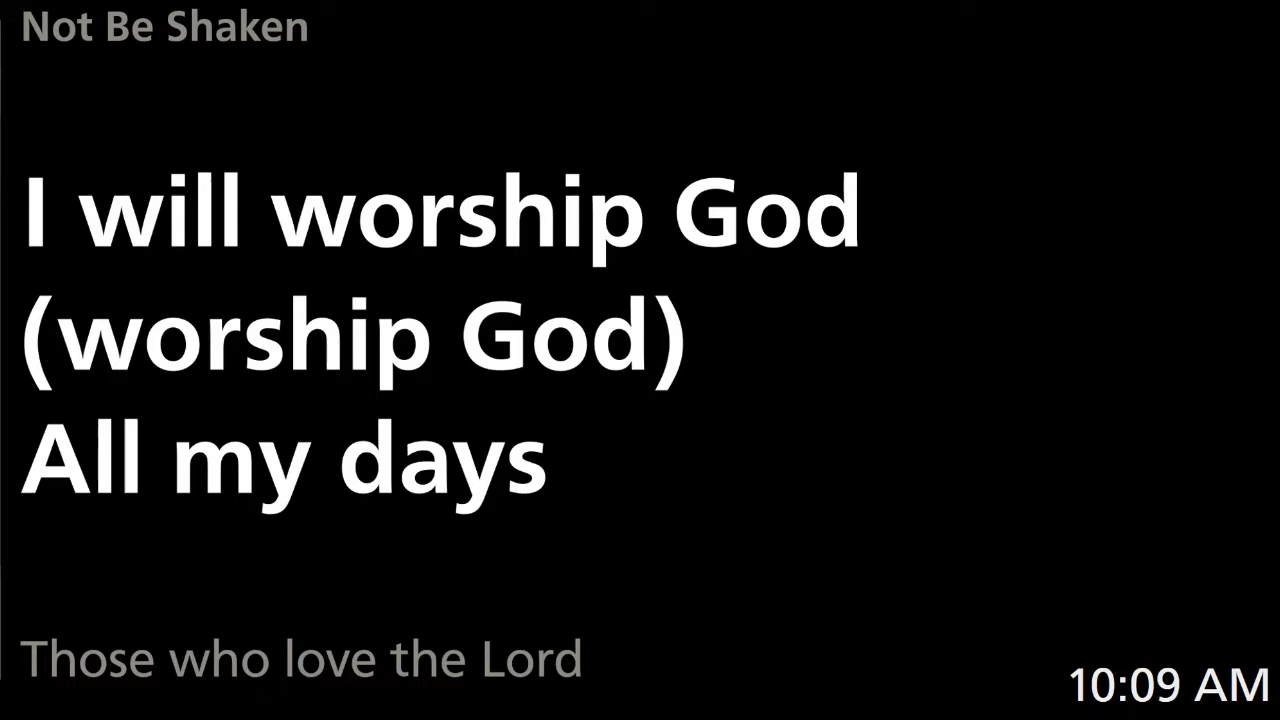 Not Be Shaken
I will worship God
(worship God)
All my days
Those who love the Lord
10:09 AM